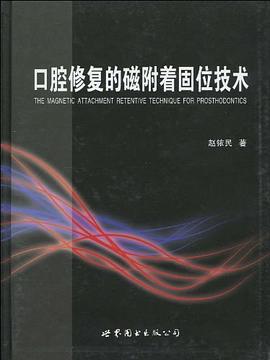 口腔修复的磁附着固位技术
THE MAGNETIC ATTACHMENT RETENTIVE TECHNIQUE FOR PROSTHODONTICS
赵铱民 著
世界图书出版公司